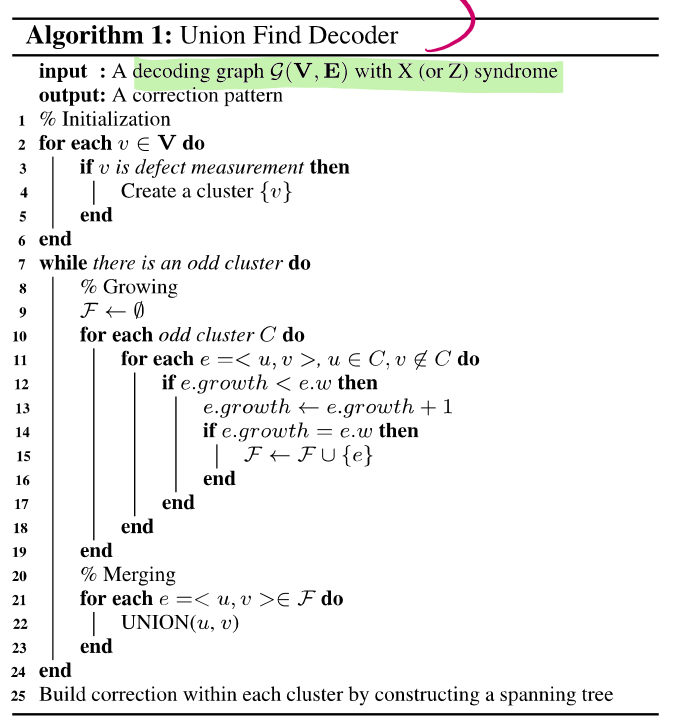 Algorithm 1: Union Find Decoder
input : A decoding graph 𝒢(V, E) with X (or Z) syndrome
output: A correction pattern
1 % Initialization
2 for each v ∈ V do
3 if v is defect measurement then
4 Create a cluster {v}
5 end
6 end
7 while there is an odd cluster do
8 % Growing
9 ℱ ← ∅
10 for each odd cluster C do
11 for each e =< u, v >, u ∈ C, v ∉ C do
12 if e.growth < e.w then
13 e.growth ← e.growth + 1
14 if e.growth = e.w then
15 ℱ ← ℱ ∪ {e}
16 end
17 end
18 end
19 end
20 % Merging
21 for each e =< u, v >∈ ℱ do
22 UNION(u, v)
23 end
24 end
25 Build correction within each cluster by constructing a spanning tree